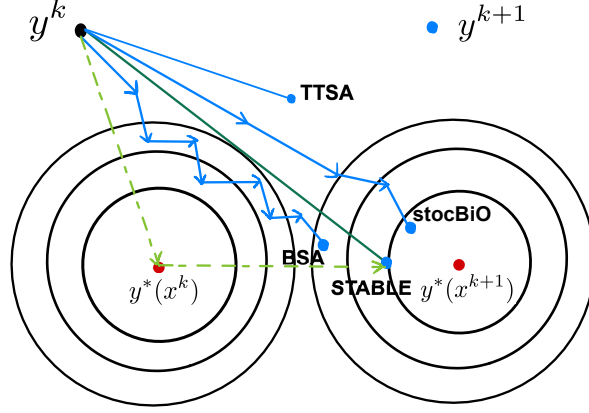 y^k
y^{k+1}
TTSA
stocBiO
BSA
STABLE
y^*(x^k)
y^*(x^{k+1})